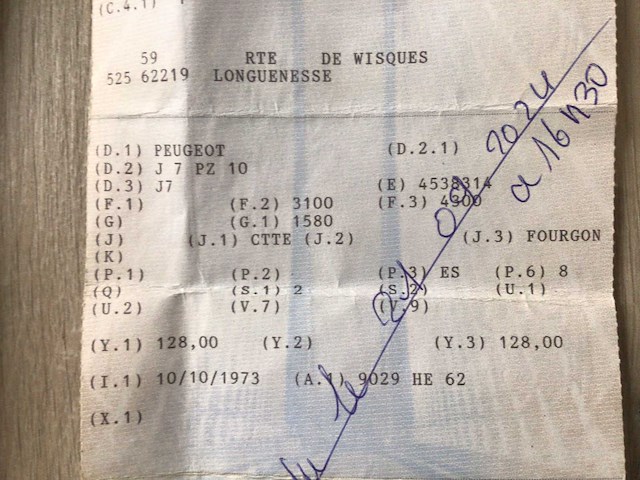 (C.4.1)
59 RTE DE WISQUES
525 62219 LONGUENESSE
(D.1) PEUGEOT (D.2.1)
(D.2) J 7 PZ 10
(D.3) J7 (E) 4538314
(F.1) (F.2) 3100 (F.3) 4300
(G) (G.1) 1580
(J) (J.1) CTTE (J.2) (J.3) FOURGON
(K)
(P.1) (P.2) (P.3) ES (P.6) 8
(Q) (S.1) 2 (S.2) (U.1)
(U.2) (V.7) (V.9)
(Y.1) 128,00 (Y.2) (Y.3) 128,00
(I.1) 10/10/1973 (A.1) 9029 HE 62
(X.1)
le 21 09 2024
a 16h30